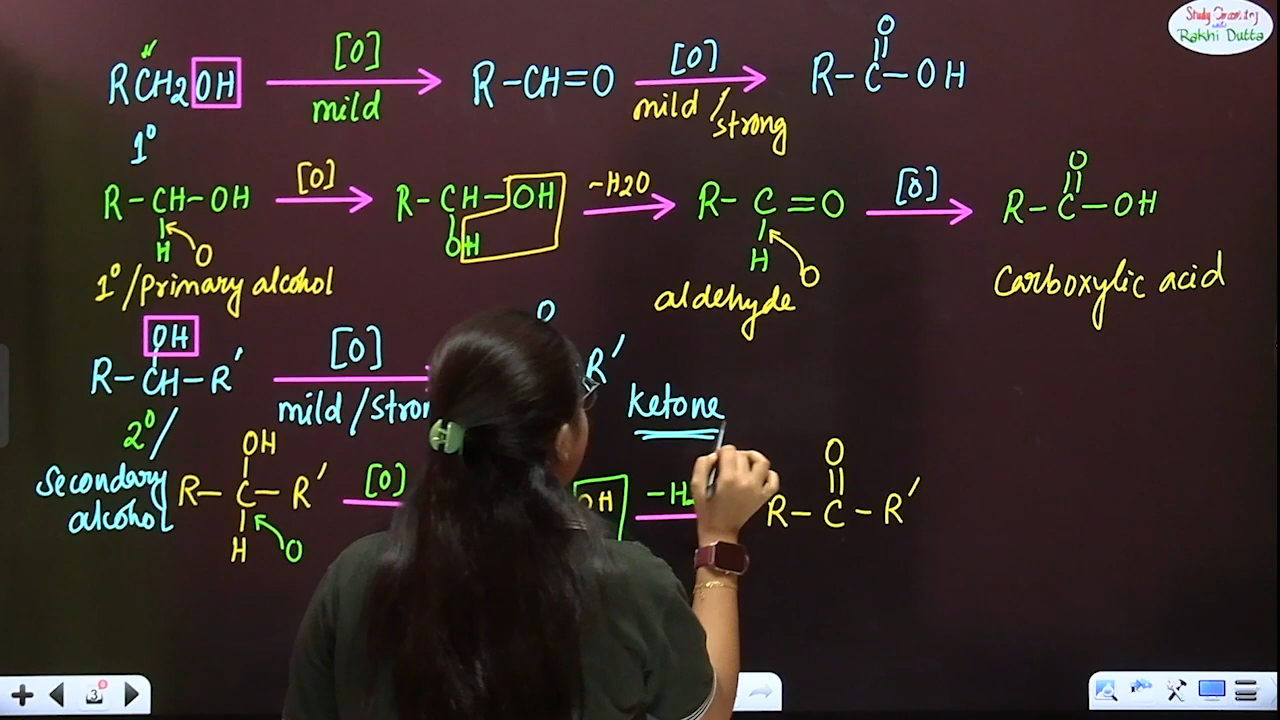 Study Chemistry
with
Rakhi Dutta
RCH2OH [O] mild R-CH=O [O] mild/strong R-C-OH
O
1°
R-CH-OH [O] R-CH-OH -H2O R-C=O [O] R-C-OH
H O OH H O O
1°/Primary alcohol aldehyde Carboxylic acid
OH O
R-CH-R' [O] R'
mild/ ketone
2°/
Secondary alcohol
OH O
R-C-R' [O] OH R-C-R'
H O
3